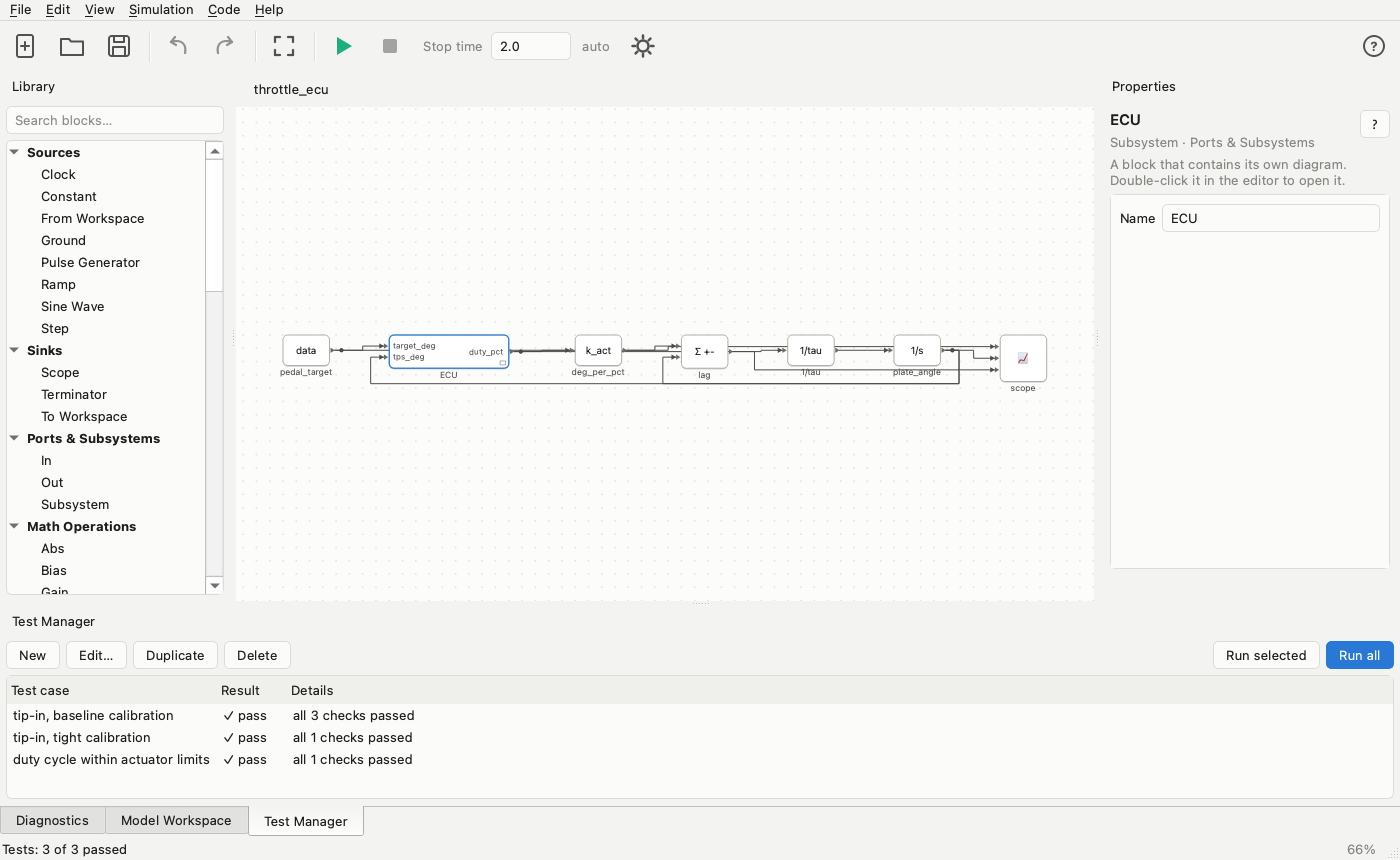 File Edit View Simulation Code Help
Stop time 2.0 auto
Library
throttle_ecu
Properties
Search blocks...
ECU
?
Subsystem · Ports & Subsystems
A block that contains its own diagram.
Double-click it in the editor to open it.
Name ECU
Sources
Clock
Constant
From Workspace
Ground
Pulse Generator
Ramp
Sine Wave
Step
Sinks
Scope
Terminator
To Workspace
Ports & Subsystems
In
Out
Subsystem
Math Operations
Abs
Bias
Gain
data
pedal_target
target_deg
tps_deg
duty_pct
ECU
k_act
deg_per_pct
Σ +-
lag
1/tau
1/tau
1/s
plate_angle
scope
Test Manager
New Edit... Duplicate Delete Run selected Run all
Test case Result Details
tip-in, baseline calibration ✓ pass all 3 checks passed
tip-in, tight calibration ✓ pass all 1 checks passed
duty cycle within actuator limits ✓ pass all 1 checks passed
Diagnostics Model Workspace Test Manager
Tests: 3 of 3 passed 66%